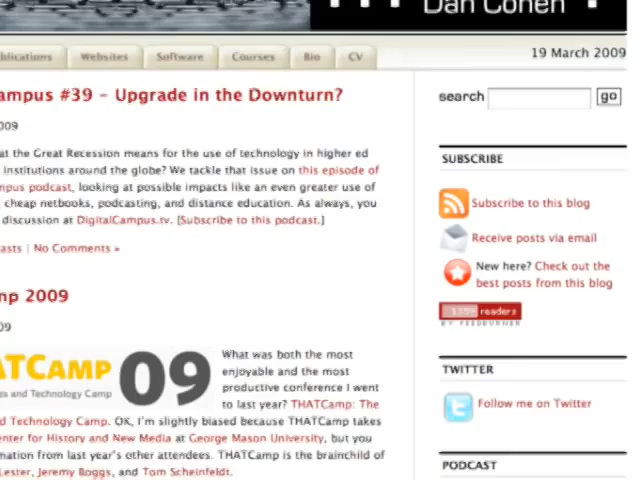 Dan Cohen
blications Websites Software Courses Bio CV
19 March 2009
ampus #39 – Upgrade in the Downturn?
search go
009
at the Great Recession means for the use of technology in higher ed
institutions around the globe? We tackle that issue on this episode of
mpus podcast, looking at possible impacts like an even greater use of
cheap netbooks, podcasting, and distance education. As always, you
discussion at DigitalCampus.tv. [Subscribe to this podcast.]
asts | No Comments »
SUBSCRIBE
Subscribe to this blog
Receive posts via email
New here? Check out the
best posts from this blog
readers
BY FEEDBURNER
mp 2009
09
ATCAMP 09
es and Technology Camp
What was both the most
enjoyable and the most
productive conference I went
to last year? THATCamp: The
d Technology Camp. OK, I'm slightly biased because THATCamp takes
enter for History and New Media at George Mason University, but you
mation from last year's other attendees. THATCamp is the brainchild of
Lester, Jeremy Boggs, and Tom Scheinfeldt.
TWITTER
Follow me on Twitter
PODCAST